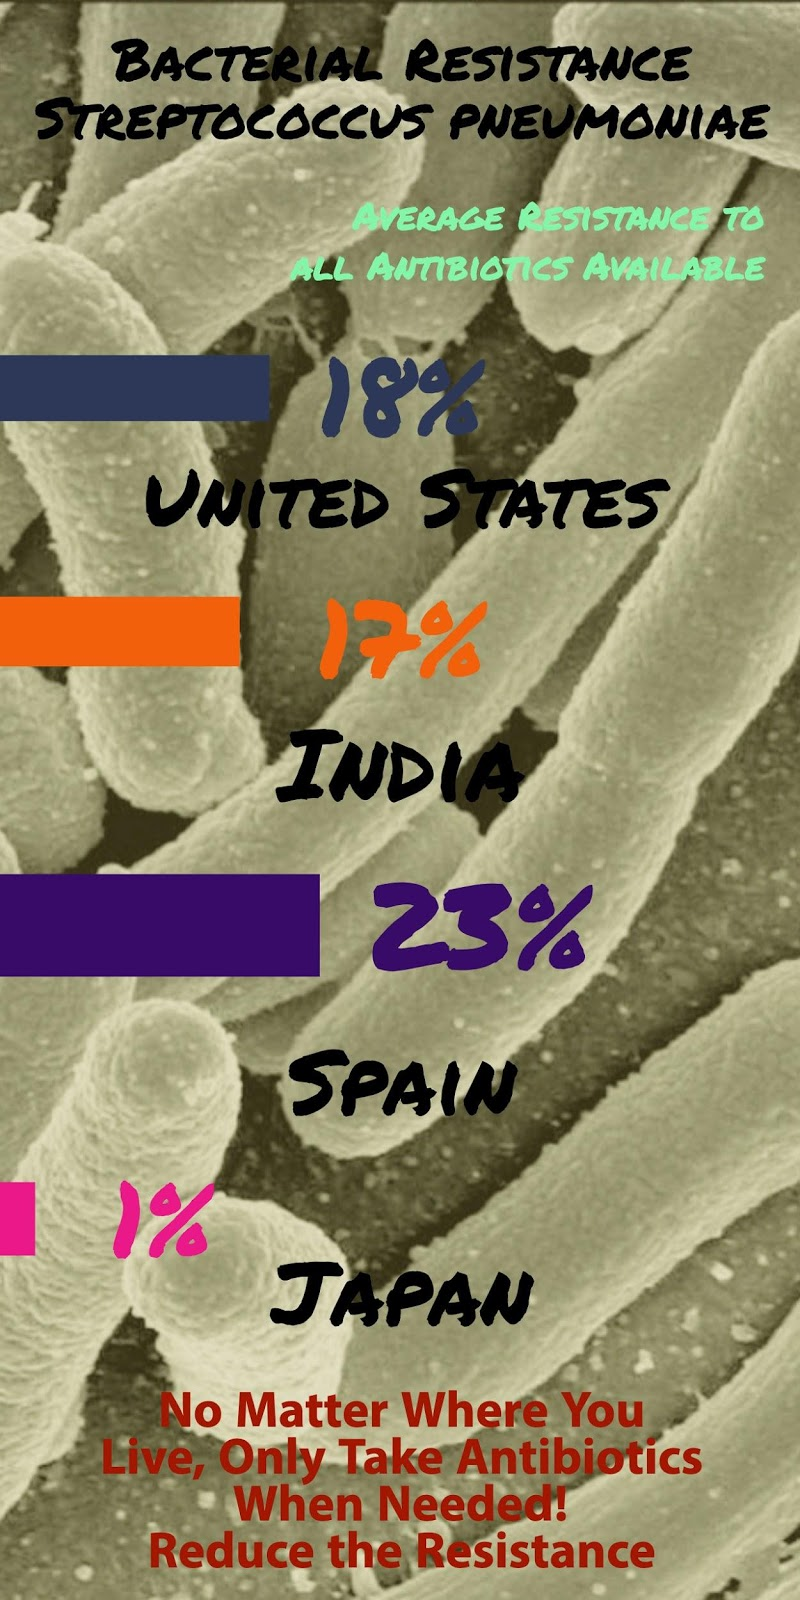 Bacterial Resistance
Streptococcus pneumoniae
Average Resistance to
all Antibiotics Available
18%
United States
17%
India
23%
Spain
1%
Japan
No Matter Where You
Live, Only Take Antibiotics
When Needed!
Reduce the Resistance